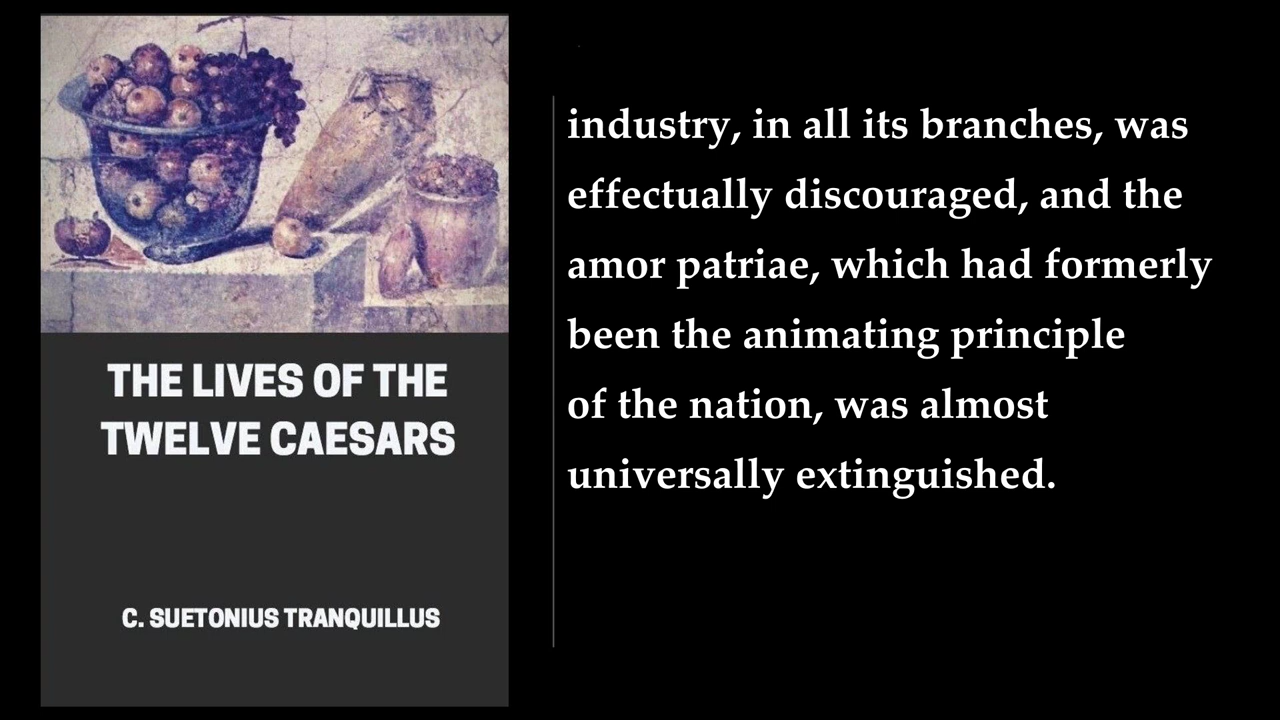 THE LIVES OF THE
TWELVE CAESARS
C. SUETONIUS TRANQUILLUS
industry, in all its branches, was
effectually discouraged, and the
amor patriae, which had formerly
been the animating principle
of the nation, was almost
universally extinguished.